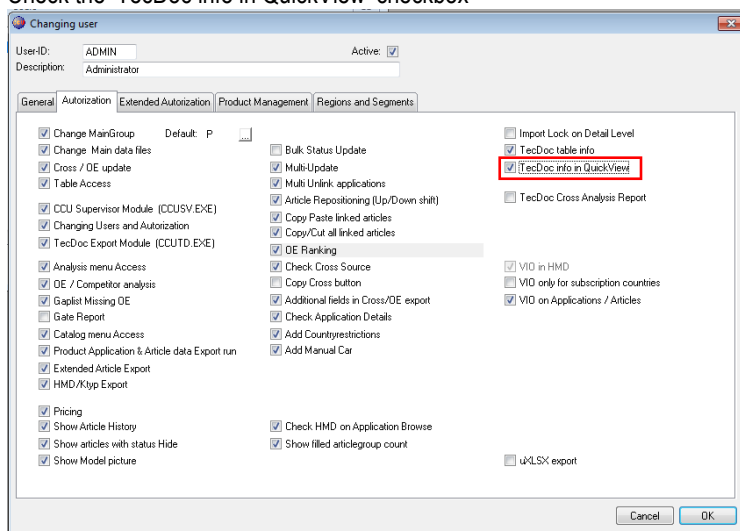 Check the 'TecDoc info in QuickView' checkbox
Changing user
User-ID: ADMIN Active:
Description: Administrator
General Autorization Extended Autorization Product Management Regions and Segments
Change MainGroup Default: P ... Import Lock on Detail Level
Change Main data files Bulk Status Update TecDoc table info
Cross / OE update Multi-Update TecDoc info in QuickView
Table Access Multi Unlink applications
Article Repositioning (Up/Down shift) TecDoc Cross Analysis Report
CCU Supervisor Module (CCUSV.EXE) Copy Paste linked articles
Changing Users and Autorization Copy/Cut all linked articles
TecDoc Export Module (CCUTD.EXE) OE Ranking
Analysis menu Access Check Cross Source VIO in HMD
OE / Competitor analysis Copy Cross button VIO only for subscription countries
Gaplist Missing OE Additional fields in Cross/OE export VIO on Applications / Articles
Gate Report Check Application Details
Catalog menu Access Add Countryrestrictions
Product Application & Article data Export run Add Manual Car
Extended Article Export
HMD/Ktyp Export
Pricing
Show Article History Check HMD on Application Browse
Show articles with status Hide Show filled articlegroup count
Show Model picture uXLSX export
Cancel OK